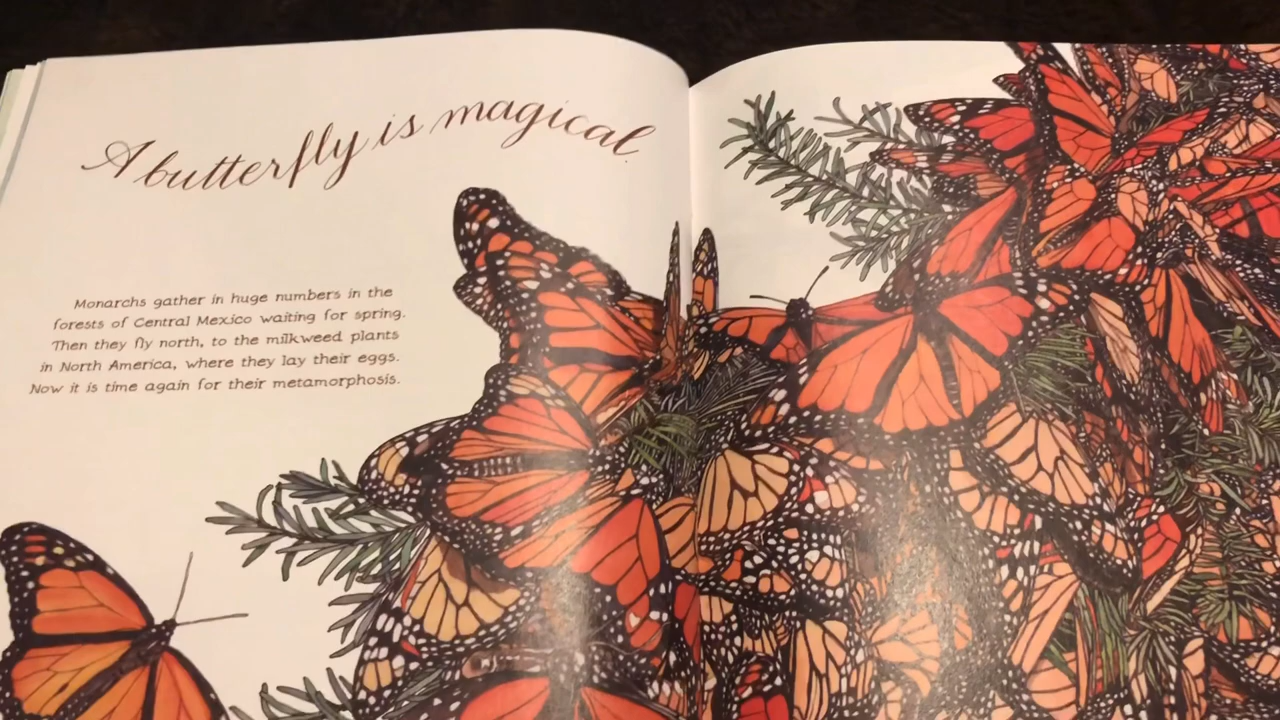 A butterfly is magical.
Monarchs gather in huge numbers in the
forests of Central Mexico waiting for spring.
Then they fly north, to the milkweed plants
in North America, where they lay their eggs.
Now it is time again for their metamorphosis.